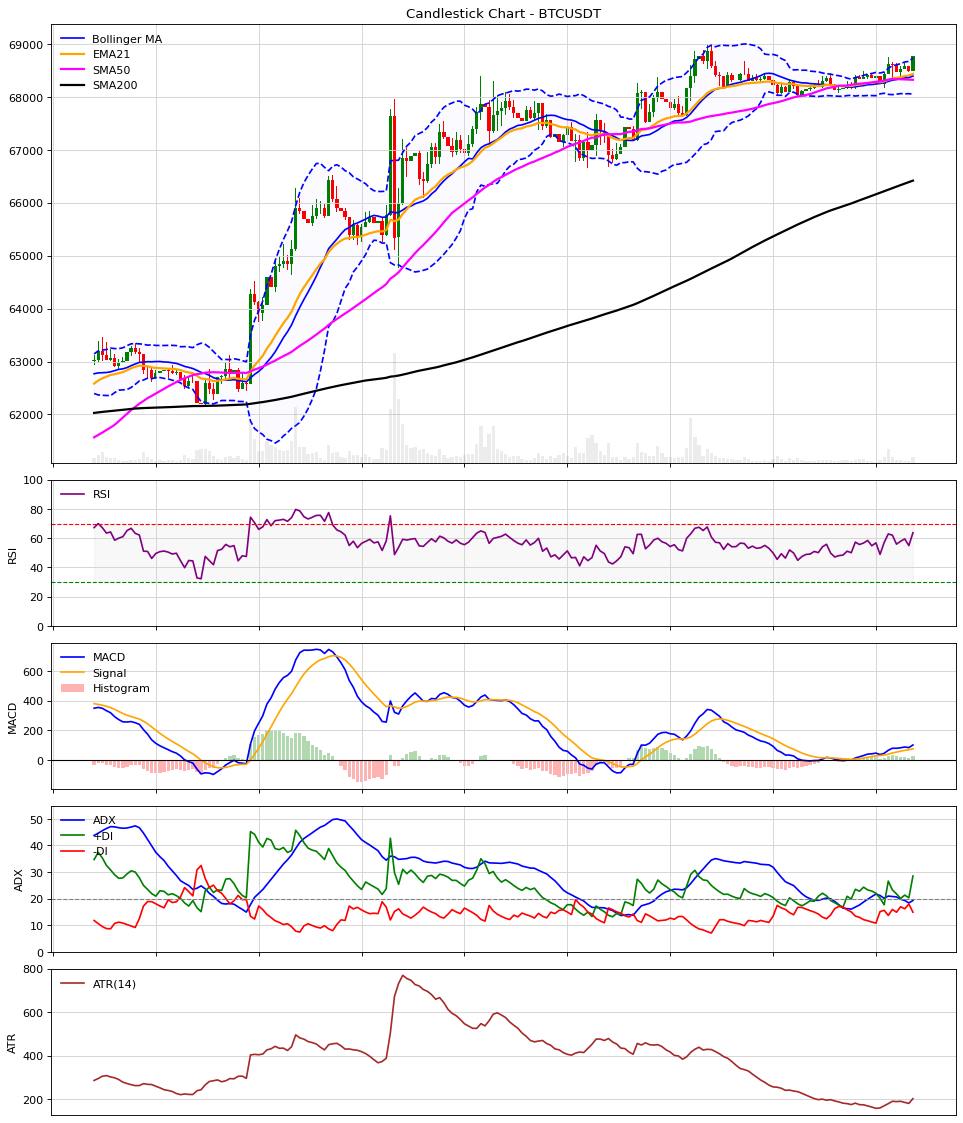 Candlestick Chart - BTCUSDT
Bollinger MA
EMA21
SMA50
SMA200
69000
68000
67000
66000
65000
64000
63000
62000
RSI
RSI
100
80
60
40
20
0
MACD
Signal
Histogram
MACD
600
400
200
0
ADX
+DI
-DI
ADX
50
40
30
20
10
0
ATR(14)
ATR
800
600
400
200